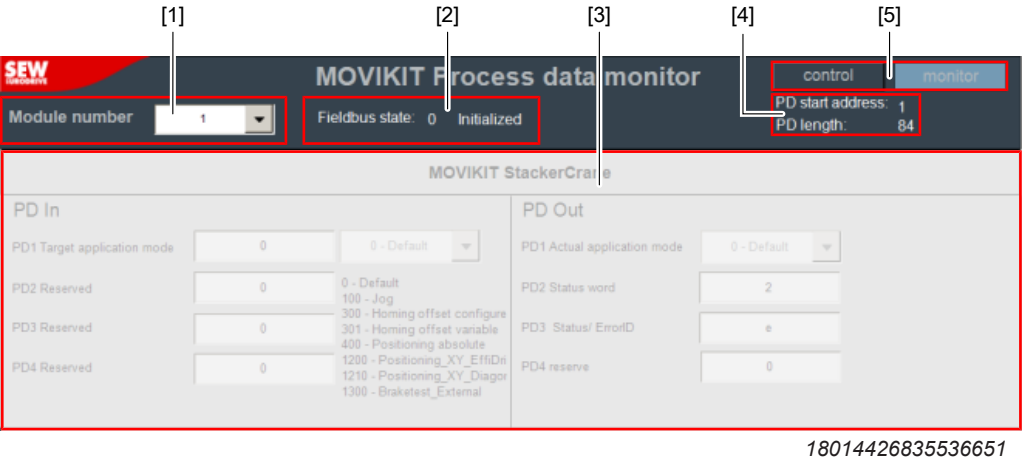 [1] [2] [3] [4] [5]
SEW
EURODRIVE
MOVIKIT Process data monitor
control monitor
Module number 1
Fieldbus state: 0 Initialized
PD start address: 1
PD length: 84
MOVIKIT StackerCrane
PD In
PD1 Target application mode 0 0 - Default
PD2 Reserved 0
PD3 Reserved 0
PD4 Reserved 0
0 - Default
100 - Jog
300 - Homing offset configure
301 - Homing offset variable
400 - Positioning absolute
1200 - Positioning_XY_EffiDri
1210 - Positioning_XY_Diagor
1300 - Braketest_External
PD Out
PD1 Actual application mode 0 - Default
PD2 Status word 2
PD3 Status/ ErrorID e
PD4 reserve 0
18014426835536651